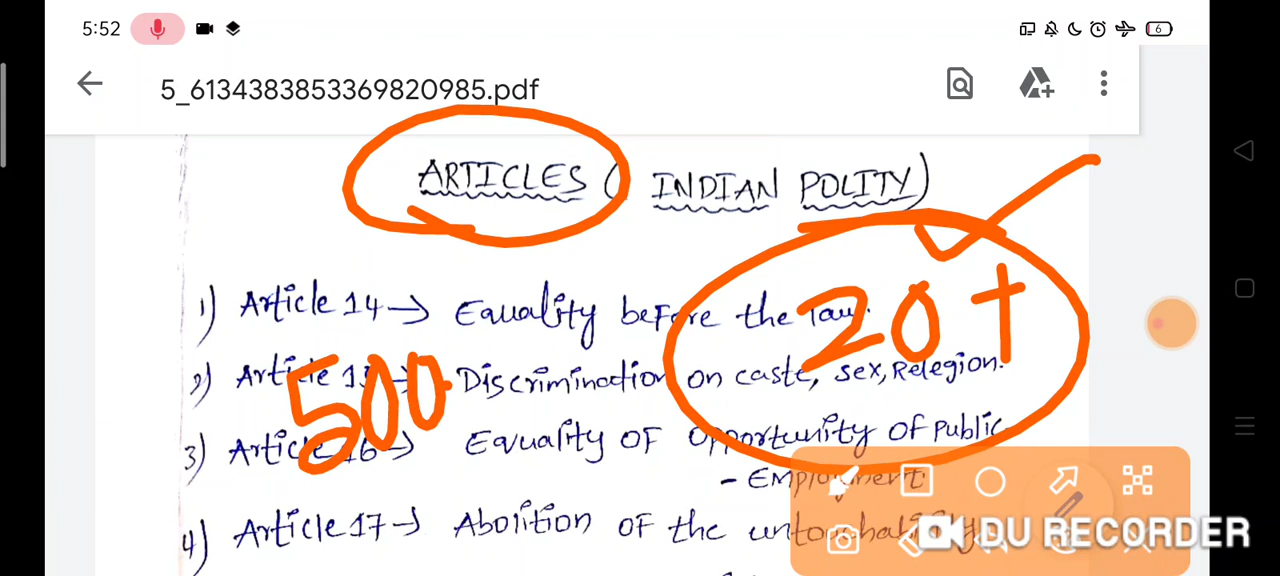 5:52 6
5_6134383853369820985.pdf
ARTICLES ( INDIAN POLITY)
1) Article 14→ Equality before the law.
20+
2) Article 15→ Discrimination on caste, sex, Relegion.
500
3) Article 16→ Equality OF Opportunity of Public
- Employment.
4) Article 17→ Abolition OF the untouchability
DU RECORDER